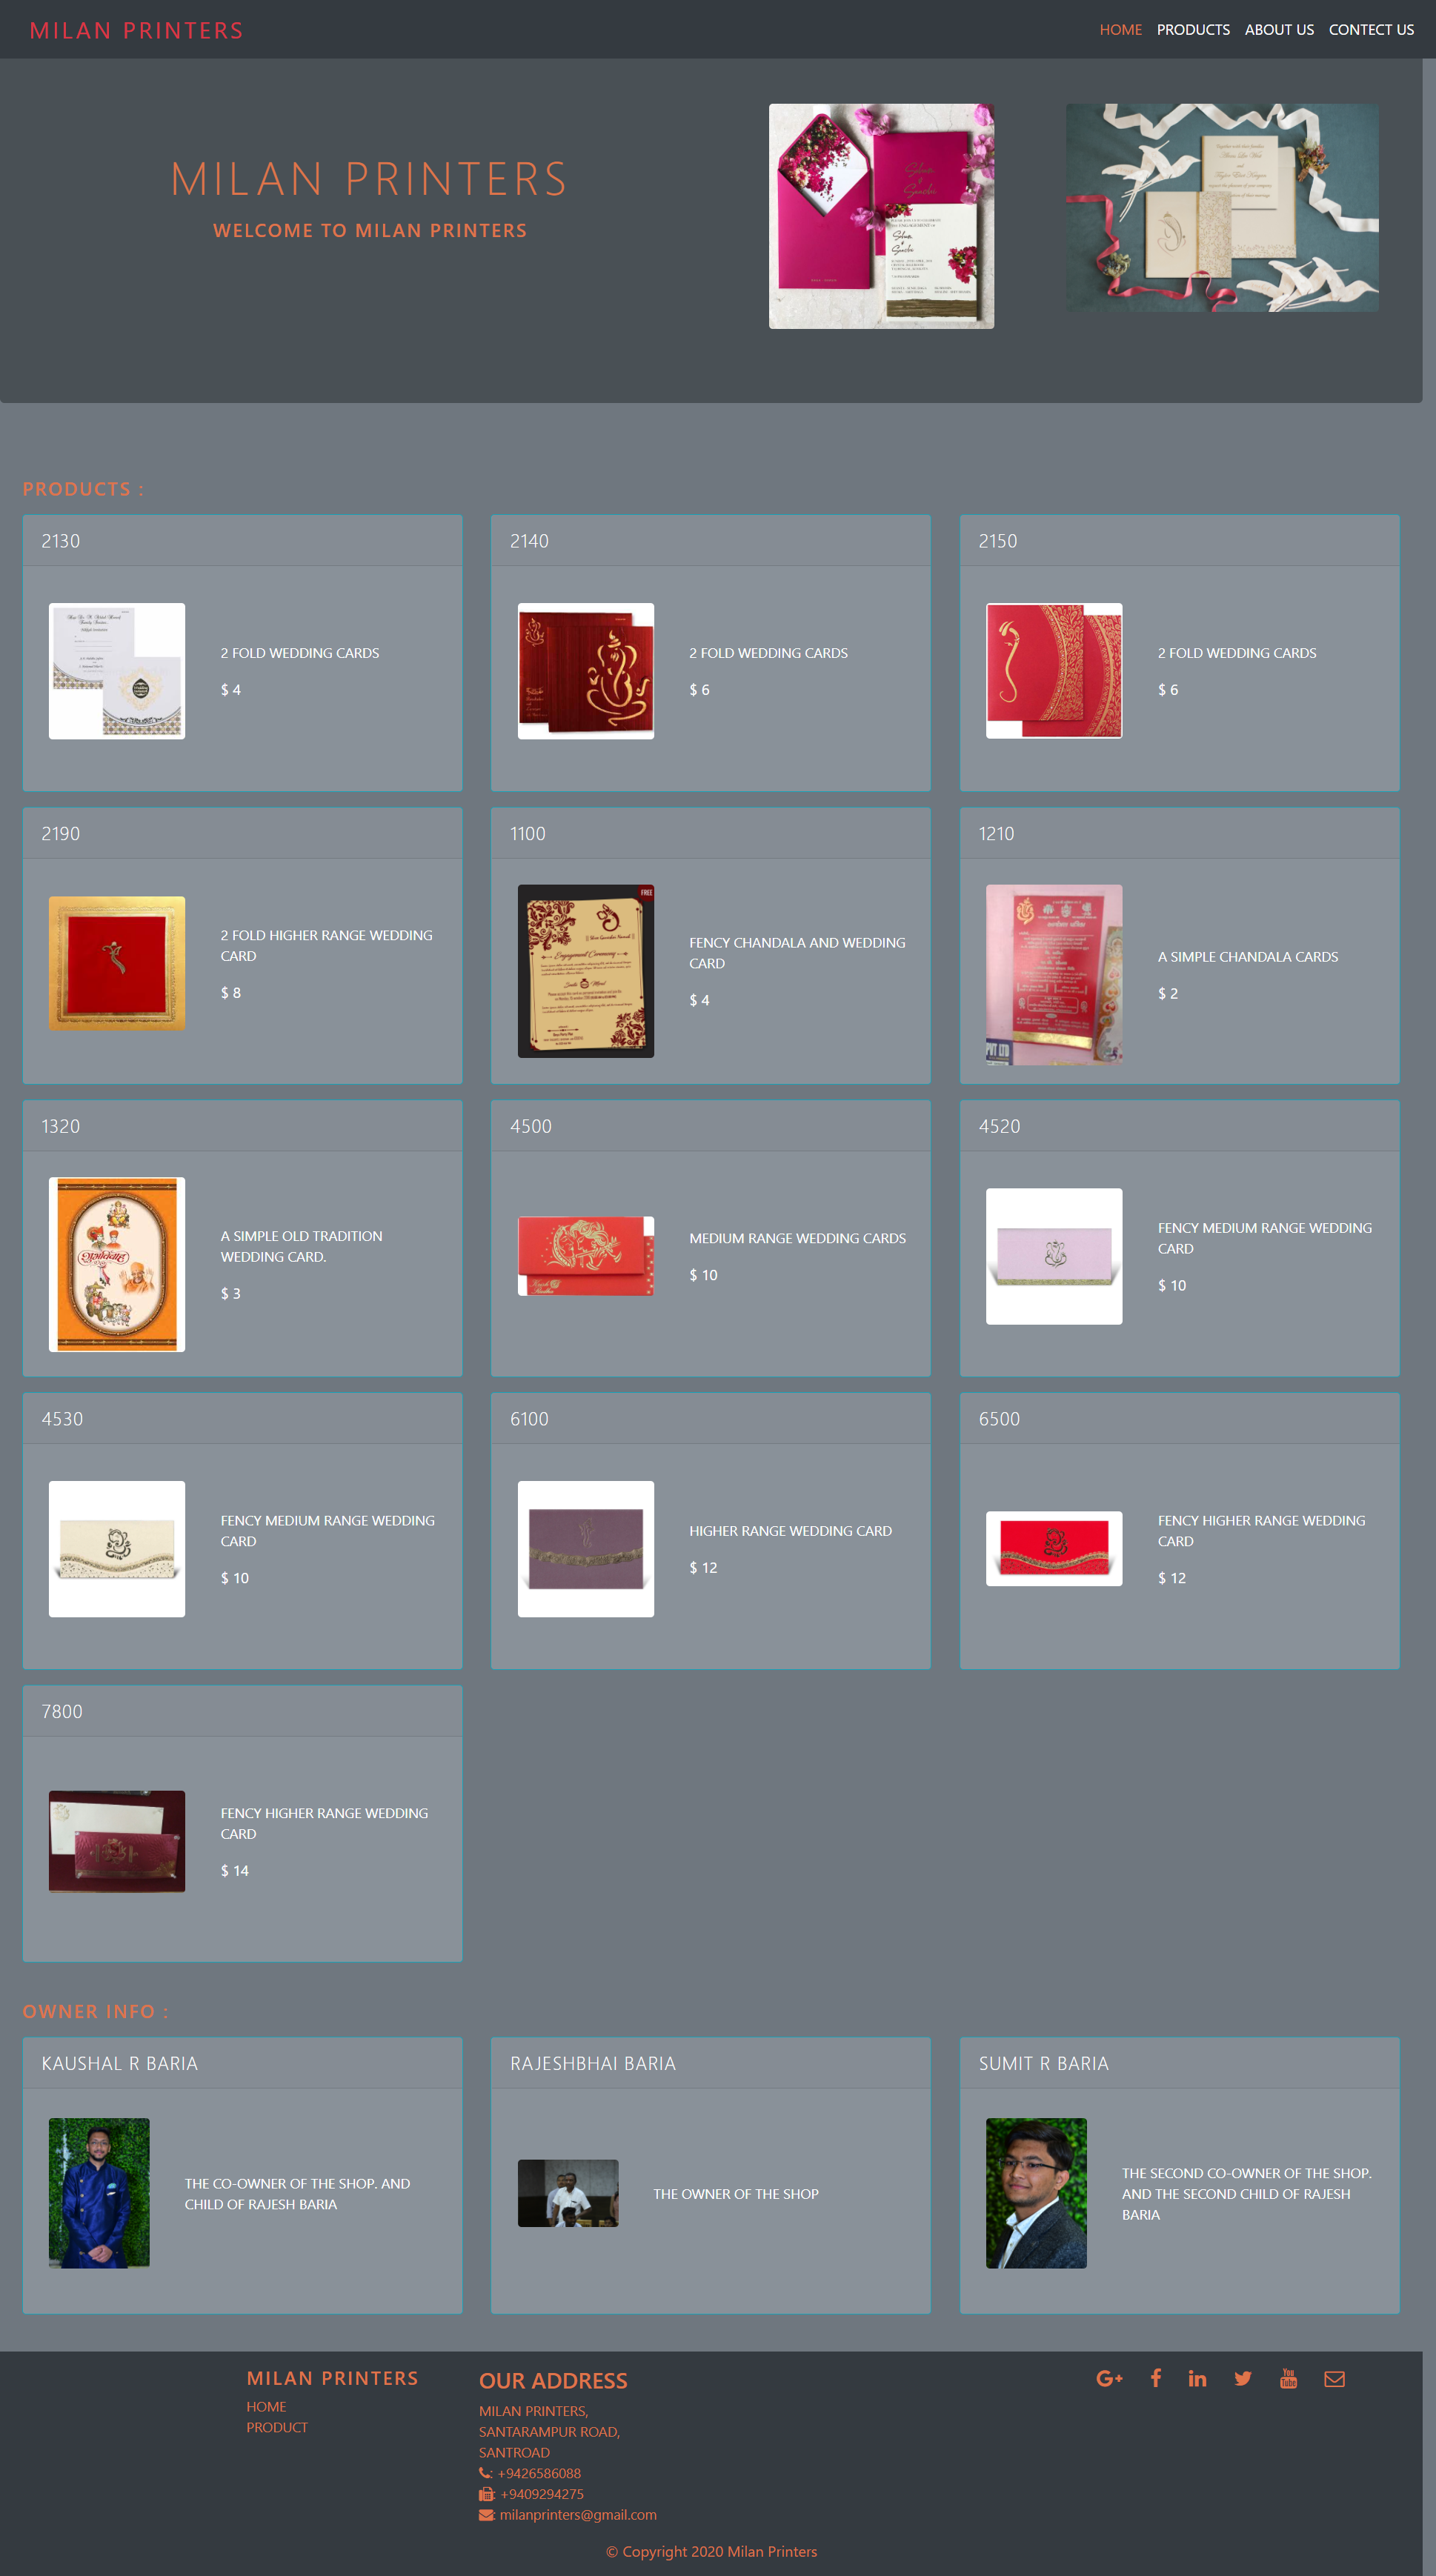 MILAN PRINTERS
HOME PRODUCTS ABOUT US CONTECT US
MILAN PRINTERS
WELCOME TO MILAN PRINTERS
PRODUCTS :
2130
2 FOLD WEDDING CARDS
$ 4
2140
2 FOLD WEDDING CARDS
$ 6
2150
2 FOLD WEDDING CARDS
$ 6
2190
2 FOLD HIGHER RANGE WEDDING
CARD
$ 8
1100
FREE
Engagement Ceremony
FENCY CHANDALA AND WEDDING
CARD
$ 4
1210
PVT LTD
A SIMPLE CHANDALA CARDS
$ 2
1320
A SIMPLE OLD TRADITION
WEDDING CARD.
$ 3
4500
MEDIUM RANGE WEDDING CARDS
$ 10
4520
FENCY MEDIUM RANGE WEDDING
CARD
$ 10
4530
FENCY MEDIUM RANGE WEDDING
CARD
$ 10
6100
HIGHER RANGE WEDDING CARD
$ 12
6500
FENCY HIGHER RANGE WEDDING
CARD
$ 12
7800
FENCY HIGHER RANGE WEDDING
CARD
$ 14
OWNER INFO :
KAUSHAL R BARIA
THE CO-OWNER OF THE SHOP. AND
CHILD OF RAJESH BARIA
RAJESHBHAI BARIA
THE OWNER OF THE SHOP
SUMIT R BARIA
THE SECOND CO-OWNER OF THE SHOP.
AND THE SECOND CHILD OF RAJESH
BARIA
MILAN PRINTERS
HOME
PRODUCT
OUR ADDRESS
MILAN PRINTERS,
SANTARAMPUR ROAD,
SANTROAD
: +9426586088
: +9409294275
: milanprinters@gmail.com
© Copyright 2020 Milan Printers